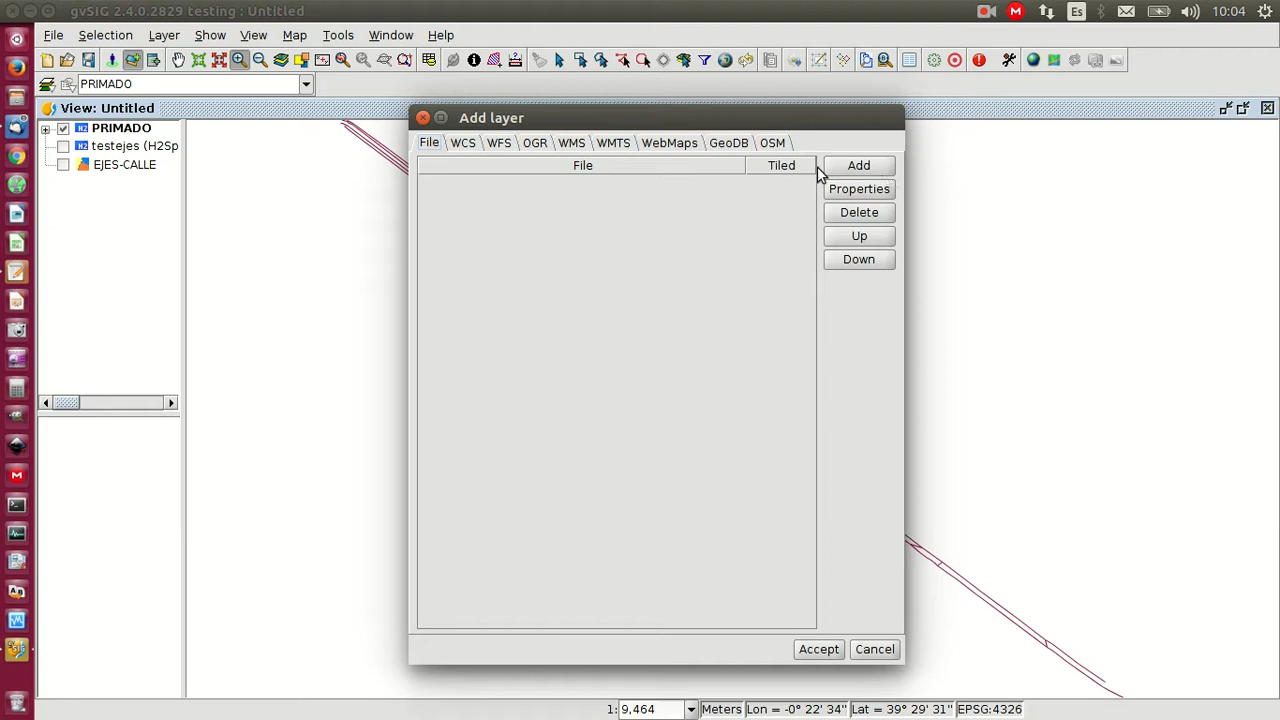 gvSIG 2.4.0.2829 testing : Untitled
Es 10:04
File Selection Layer Show View Map Tools Window Help
PRIMADO
View: Untitled
PRIMADO
testejes (H2Sp
EJES-CALLE
Add layer
File WCS WFS OGR WMS WMTS WebMaps GeoDB OSM
File Tiled
Add
Properties
Delete
Up
Down
Accept Cancel
1: 9,464 Meters Lon = -0° 22' 34" Lat = 39° 29' 31" EPSG:4326